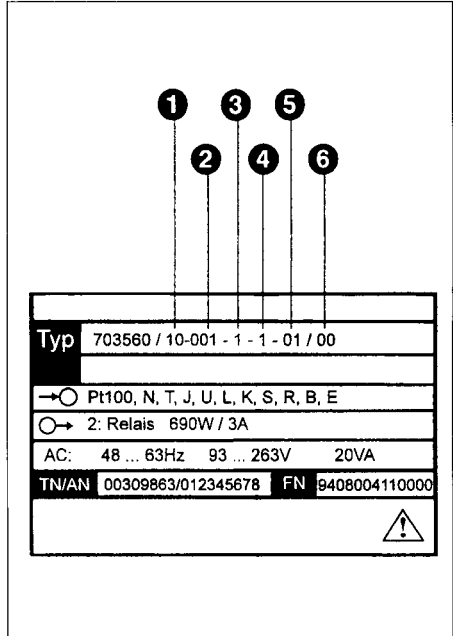 1 3 5
2 4 6
Typ 703560 / 10-001 - 1 - 1 - 01 / 00
Pt100, N, T, J, U, L, K, S, R, B, E
2: Relais 690W / 3A
AC: 48 ... 63Hz 93 ... 263V 20VA
TN/AN 00309863/012345678 FN 9408004110000